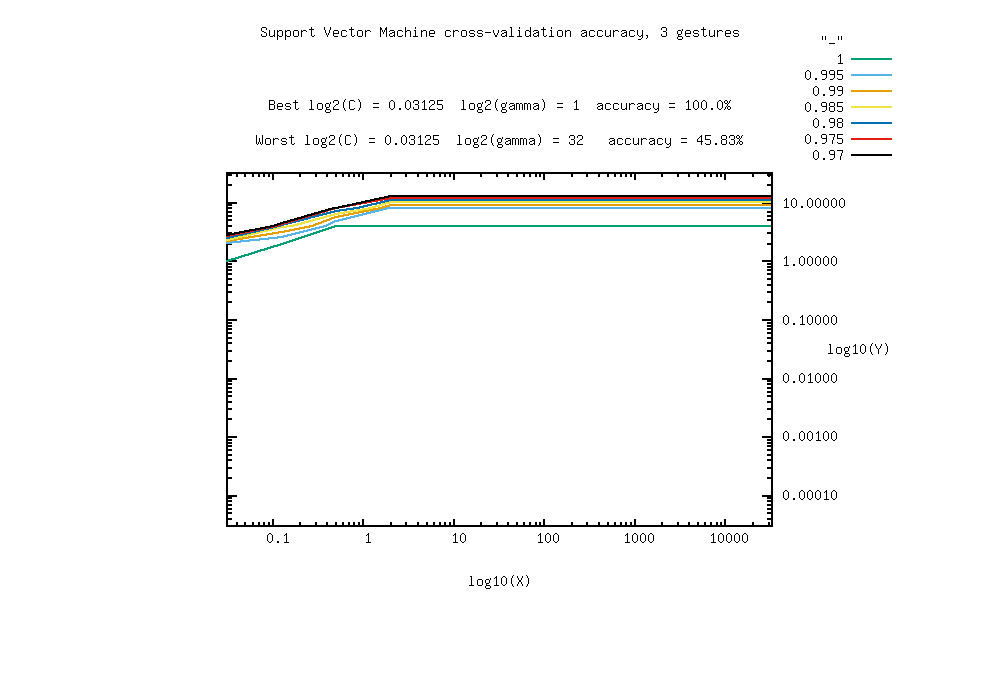 Support Vector Machine cross-validation accuracy, 3 gestures
"_"
1
0.995
0.99
0.985
0.98
0.975
0.97
Best log2(C) = 0.03125  log2(gamma) = 1  accuracy = 100.0%
Worst log2(C) = 0.03125  log2(gamma) = 32   accuracy = 45.83%
10.00000
1.00000
0.10000
log10(Y)
0.01000
0.00100
0.00010
0.1 1 10 100 1000 10000
log10(X)